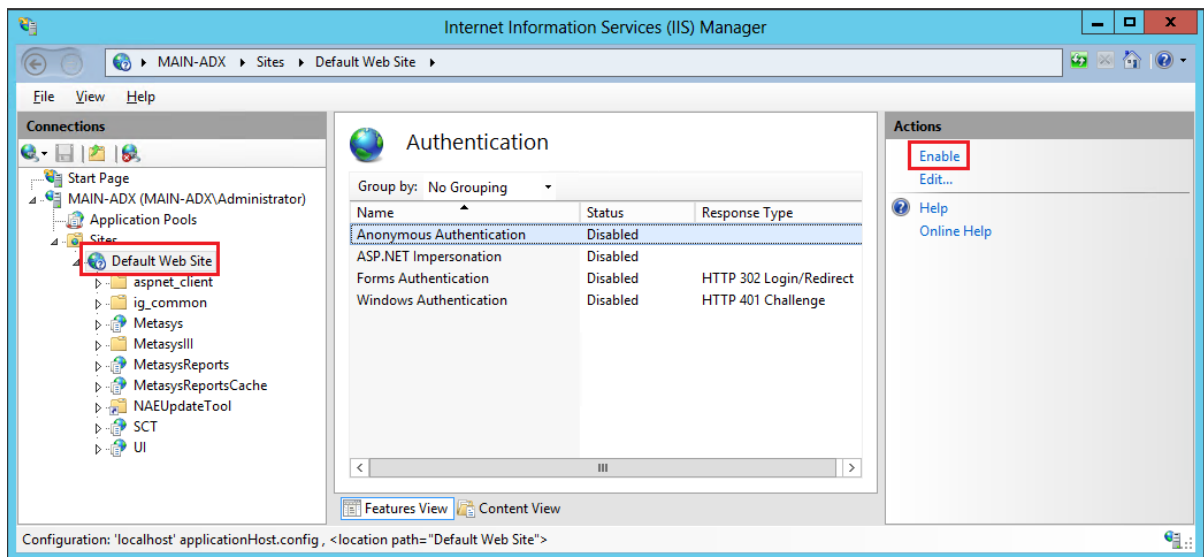 Internet Information Services (IIS) Manager
MAIN-ADX Sites Default Web Site
File View Help
Connections
Start Page
MAIN-ADX (MAIN-ADX\Administrator)
Application Pools
Sites
Default Web Site
aspnet_client
ig_common
Metasys
MetasysIII
MetasysReports
MetasysReportsCache
NAEUpdateTool
SCT
UI
Authentication
Group by: No Grouping
Name Status Response Type
Anonymous Authentication Disabled
ASP.NET Impersonation Disabled
Forms Authentication Disabled HTTP 302 Login/Redirect
Windows Authentication Disabled HTTP 401 Challenge
Features View Content View
Actions
Enable
Edit...
Help
Online Help
Configuration: 'localhost' applicationHost.config , <location path="Default Web Site">